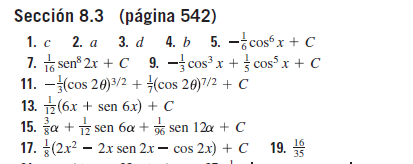 Sección 8.3 (página 542)
1. c 2. a 3. d 4. b 5. −1/6 cos⁶ x + C
7. 1/16 sen⁸ 2x + C 9. −1/3 cos³ x + 1/5 cos⁵ x + C
11. −1/3(cos 2θ)^3/2 + 1/7(cos 2θ)^7/2 + C
13. 1/12(6x + sen 6x) + C
15. 3/8α + 1/12 sen 6α + 1/96 sen 12α + C
17. 1/8(2x² − 2x sen 2x − cos 2x) + C 19. 16/35